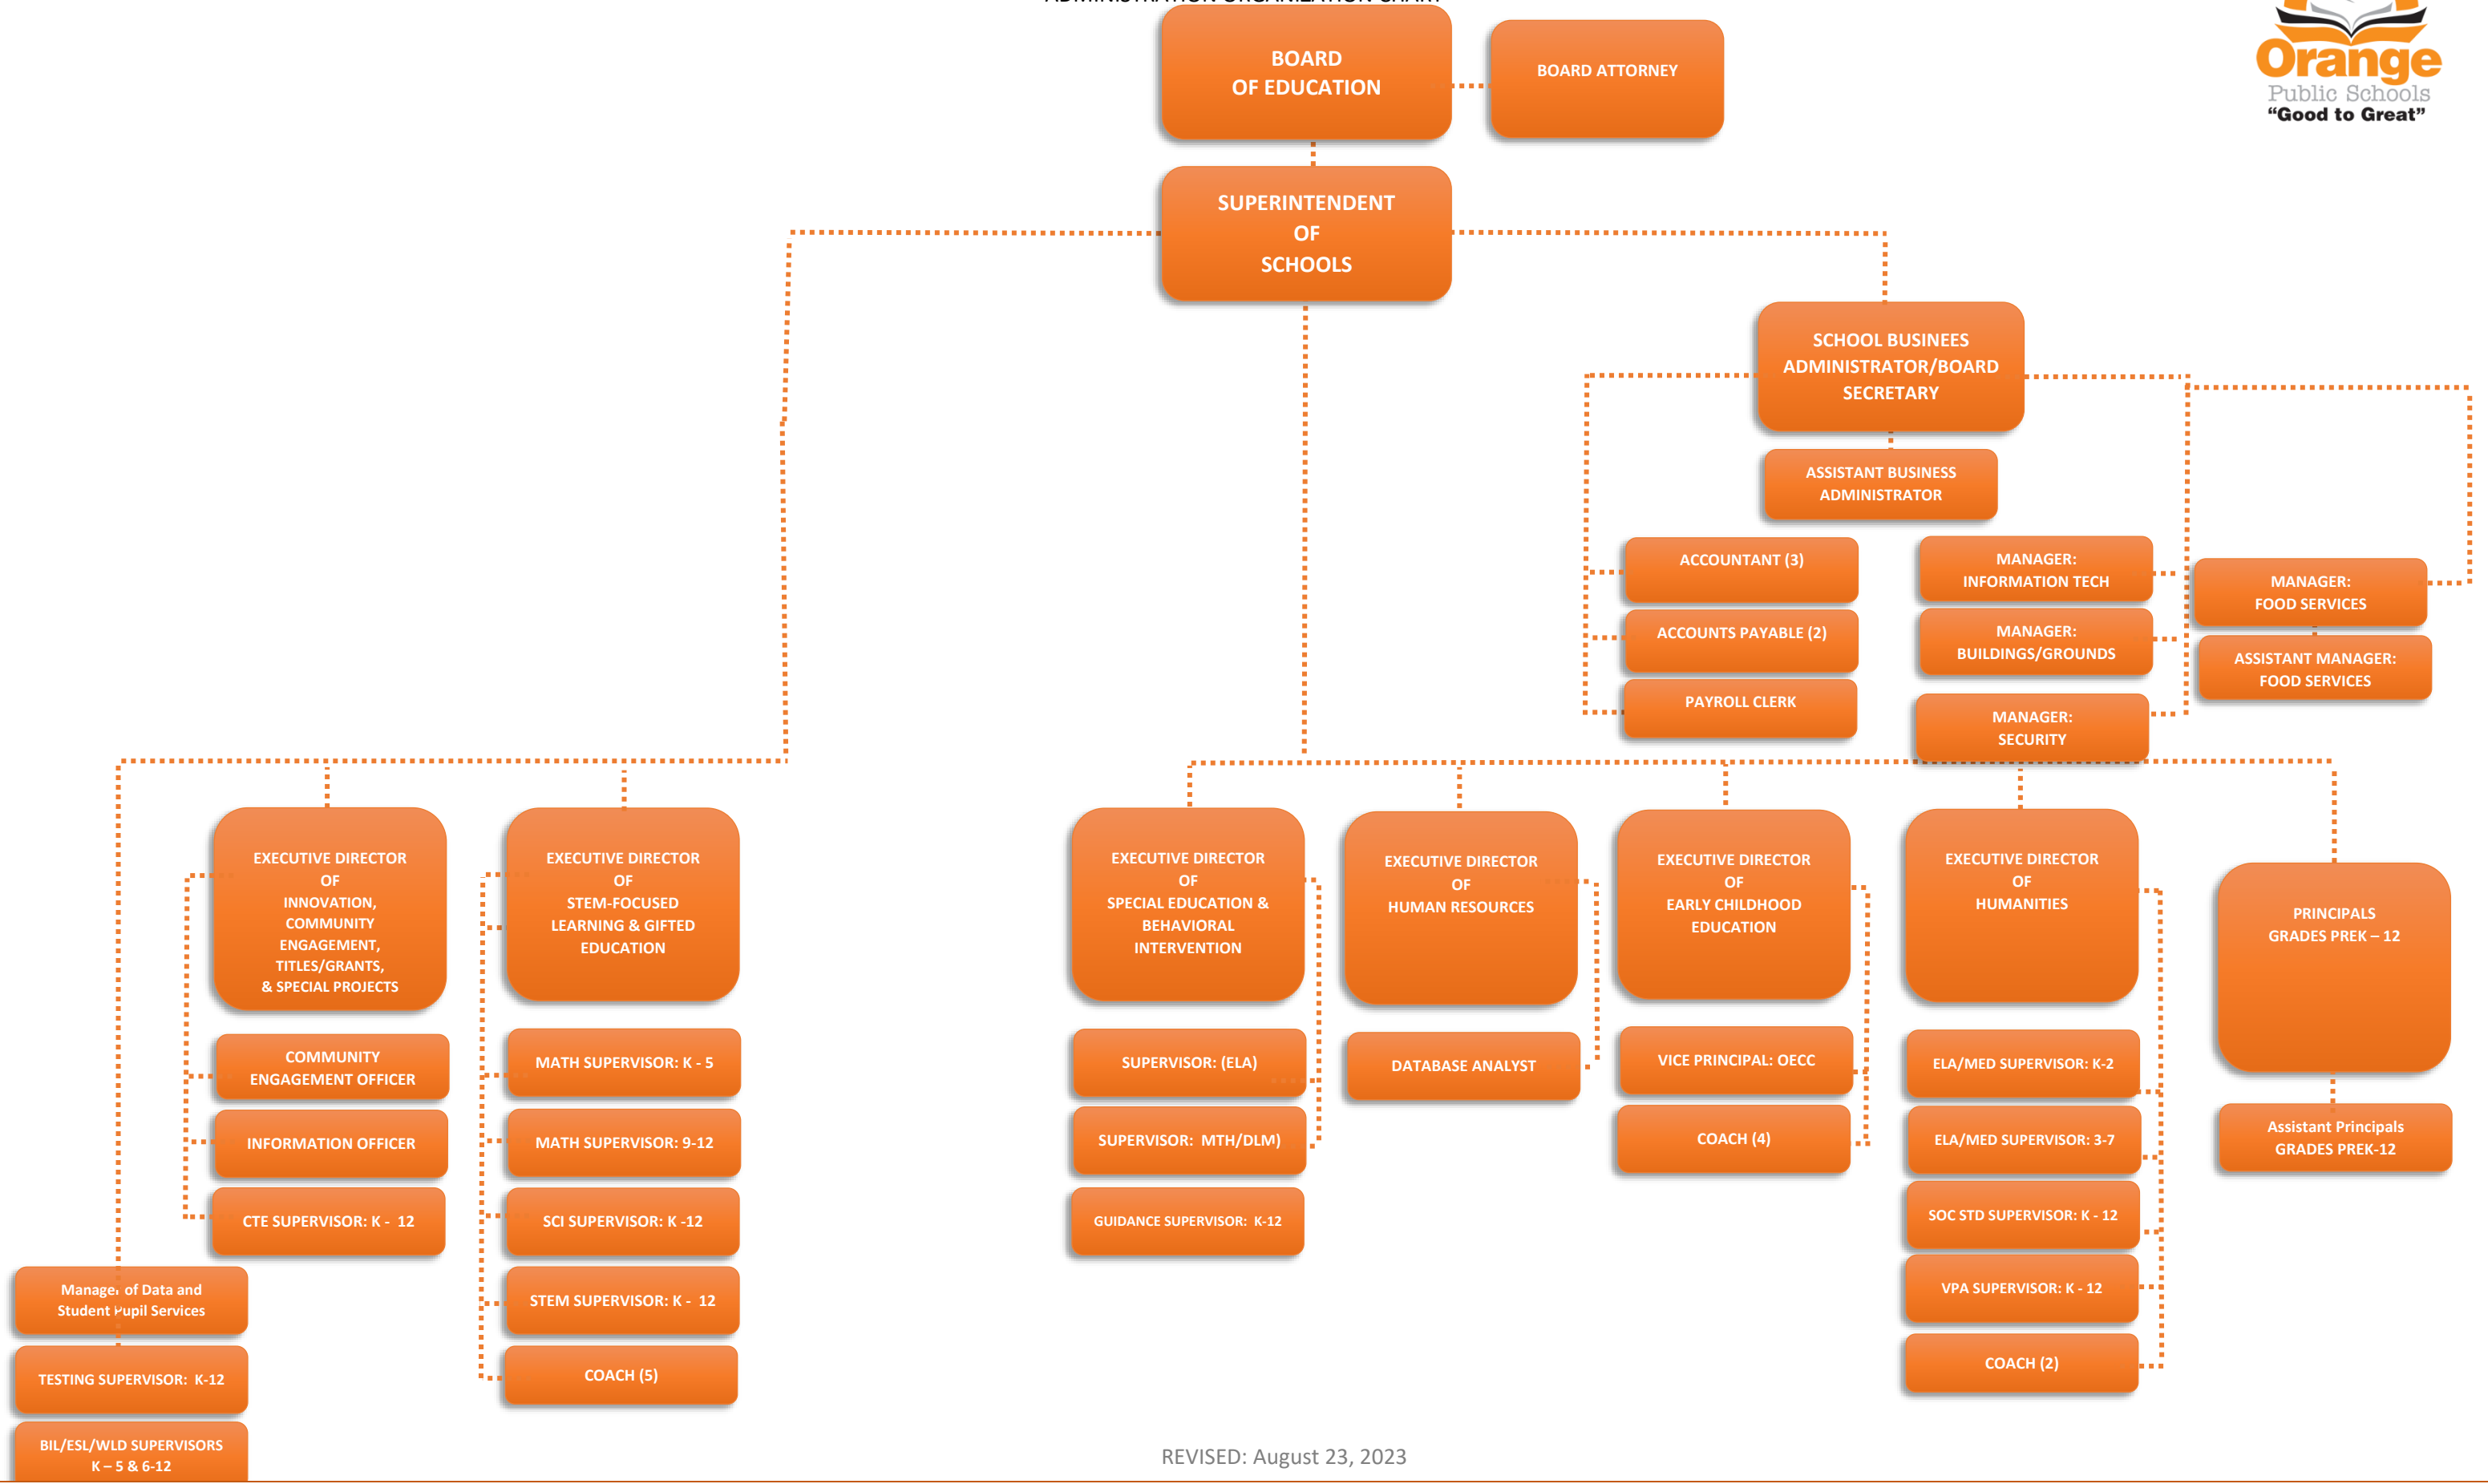 ADMINISTRATION ORGANIZATION CHART
Orange
Public Schools
“Good to Great”
BOARD
OF EDUCATION
BOARD ATTORNEY
SUPERINTENDENT
OF
SCHOOLS
SCHOOL BUSINEES
ADMINISTRATOR/BOARD
SECRETARY
ASSISTANT BUSINESS
ADMINISTRATOR
ACCOUNTANT (3)
ACCOUNTS PAYABLE (2)
PAYROLL CLERK
MANAGER:
INFORMATION TECH
MANAGER:
BUILDINGS/GROUNDS
MANAGER:
SECURITY
MANAGER:
FOOD SERVICES
ASSISTANT MANAGER:
FOOD SERVICES
EXECUTIVE DIRECTOR
OF
INNOVATION,
COMMUNITY
ENGAGEMENT,
TITLES/GRANTS,
& SPECIAL PROJECTS
COMMUNITY
ENGAGEMENT OFFICER
INFORMATION OFFICER
CTE SUPERVISOR: K - 12
Manager of Data and
Student Pupil Services
TESTING SUPERVISOR: K-12
BIL/ESL/WLD SUPERVISORS
K – 5 & 6-12
EXECUTIVE DIRECTOR
OF
STEM-FOCUSED
LEARNING & GIFTED
EDUCATION
MATH SUPERVISOR: K - 5
MATH SUPERVISOR: 9-12
SCI SUPERVISOR: K -12
STEM SUPERVISOR: K - 12
COACH (5)
EXECUTIVE DIRECTOR
OF
SPECIAL EDUCATION &
BEHAVIORAL
INTERVENTION
SUPERVISOR: (ELA)
SUPERVISOR: MTH/DLM)
GUIDANCE SUPERVISOR: K-12
EXECUTIVE DIRECTOR
OF
HUMAN RESOURCES
DATABASE ANALYST
EXECUTIVE DIRECTOR
OF
EARLY CHILDHOOD
EDUCATION
VICE PRINCIPAL: OECC
COACH (4)
EXECUTIVE DIRECTOR
OF
HUMANITIES
ELA/MED SUPERVISOR: K-2
ELA/MED SUPERVISOR: 3-7
SOC STD SUPERVISOR: K - 12
VPA SUPERVISOR: K - 12
COACH (2)
PRINCIPALS
GRADES PREK – 12
Assistant Principals
GRADES PREK-12
REVISED: August 23, 2023